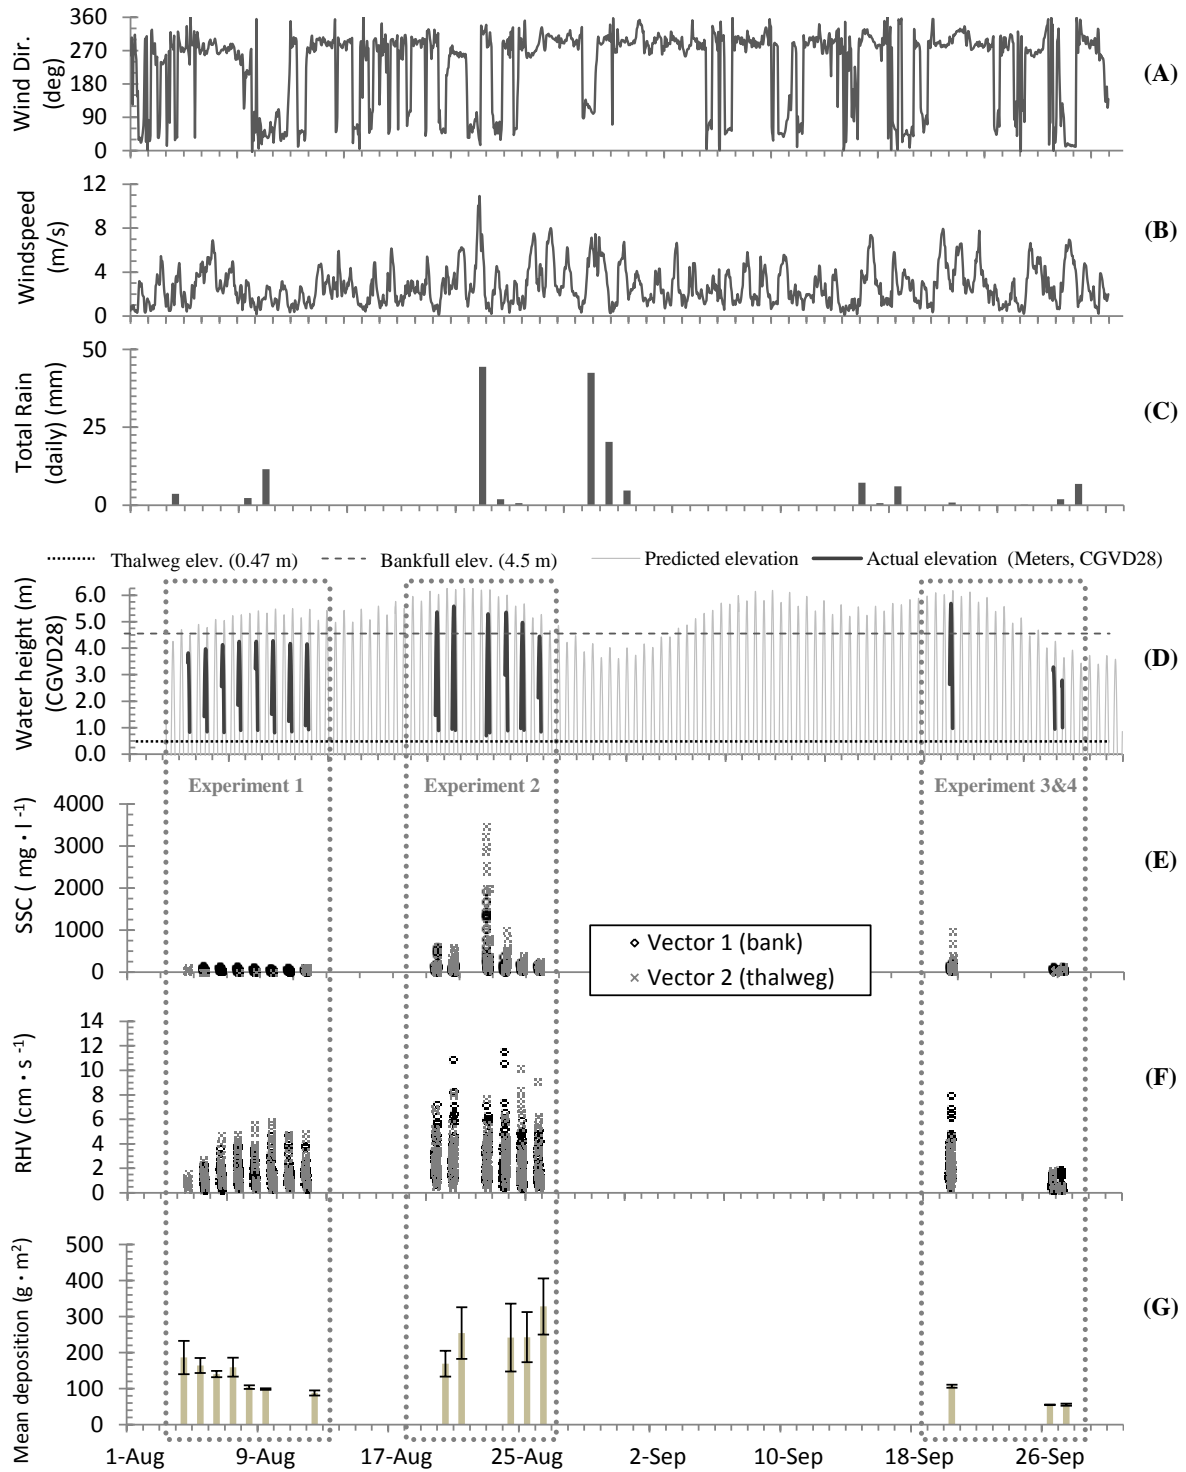 360
270
180
90
0
Wind Dir.
(deg)
(A)
12
8
4
0
Windspeed
(m/s)
(B)
50
25
0
Total Rain
(daily) (mm)
(C)
Thalweg elev. (0.47 m)
Bankfull elev. (4.5 m)
Predicted elevation
Actual elevation (Meters, CGVD28)
6.0
5.0
4.0
3.0
2.0
1.0
0.0
Water height (m)
(CGVD28)
(D)
Experiment 1
Experiment 2
Experiment 3&4
4000
3000
2000
1000
0
SSC ( mg · l -1)
(E)
Vector 1 (bank)
Vector 2 (thalweg)
14
12
10
8
6
4
2
0
RHV (cm · s -1)
(F)
500
400
300
200
100
0
Mean deposition (g · m²)
(G)
1-Aug
9-Aug
17-Aug
25-Aug
2-Sep
10-Sep
18-Sep
26-Sep